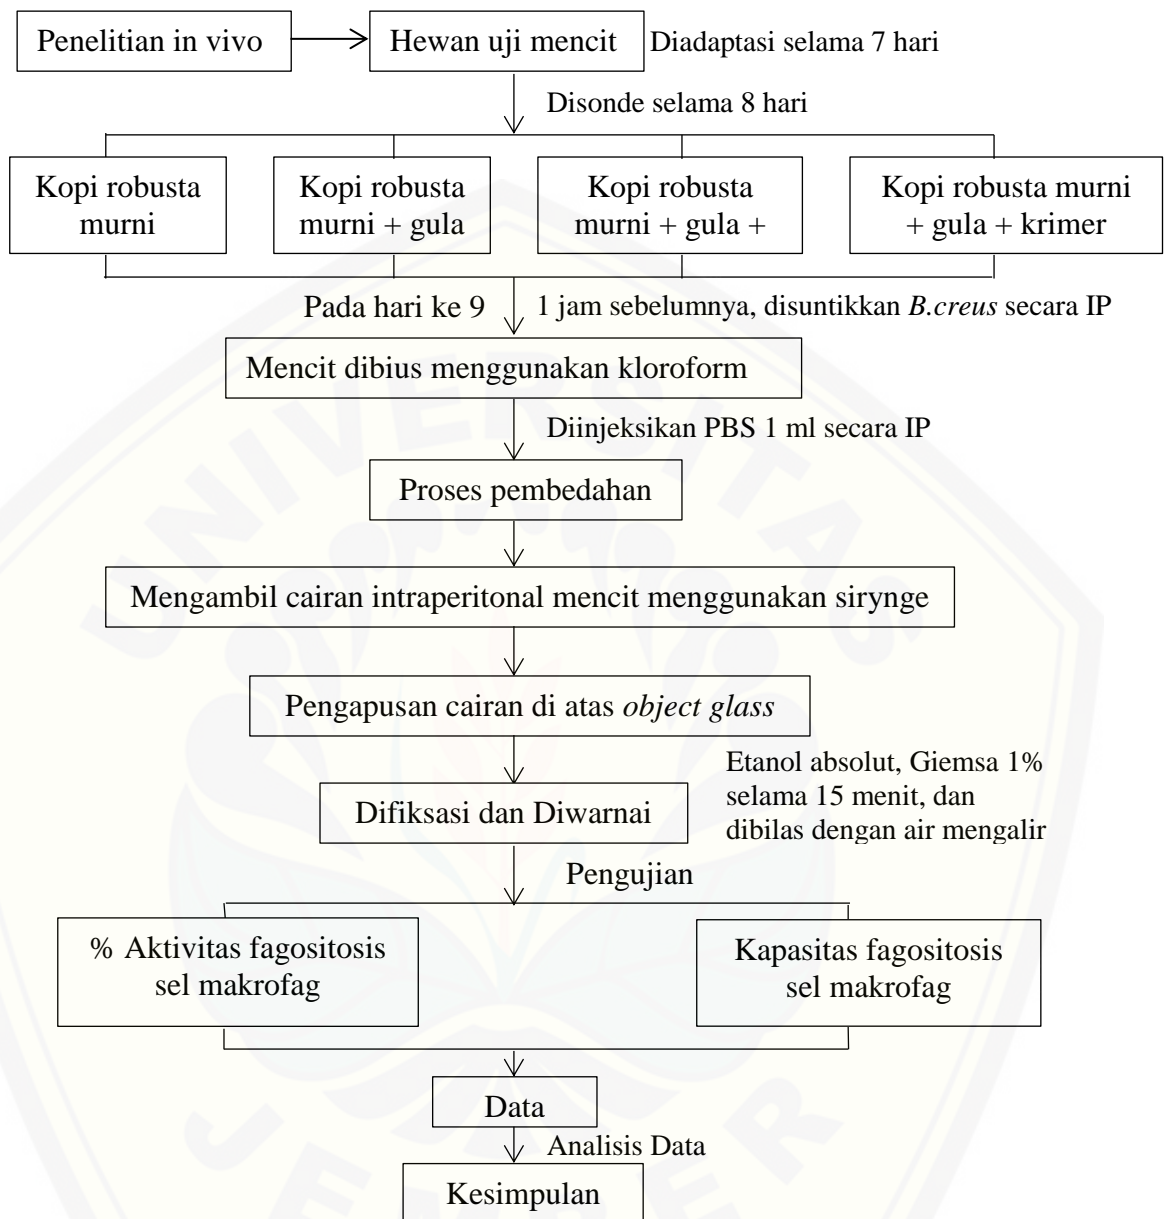 Penelitian in vivo
Hewan uji mencit
Diadaptasi selama 7 hari
Disonde selama 8 hari
Kopi robusta
murni
Kopi robusta
murni + gula
Kopi robusta
murni + gula +
Kopi robusta murni
+ gula + krimer
Pada hari ke 9
1 jam sebelumnya, disuntikkan B.creus secara IP
Mencit dibius menggunakan kloroform
Diinjeksikan PBS 1 ml secara IP
Proses pembedahan
Mengambil cairan intraperitonal mencit menggunakan sirynge
Pengapusan cairan di atas object glass
Etanol absolut, Giemsa 1%
selama 15 menit, dan
dibilas dengan air mengalir
Difiksasi dan Diwarnai
Pengujian
% Aktivitas fagositosis
sel makrofag
Kapasitas fagositosis
sel makrofag
Data
Analisis Data
Kesimpulan
UNIVERSITAS
JEMBER